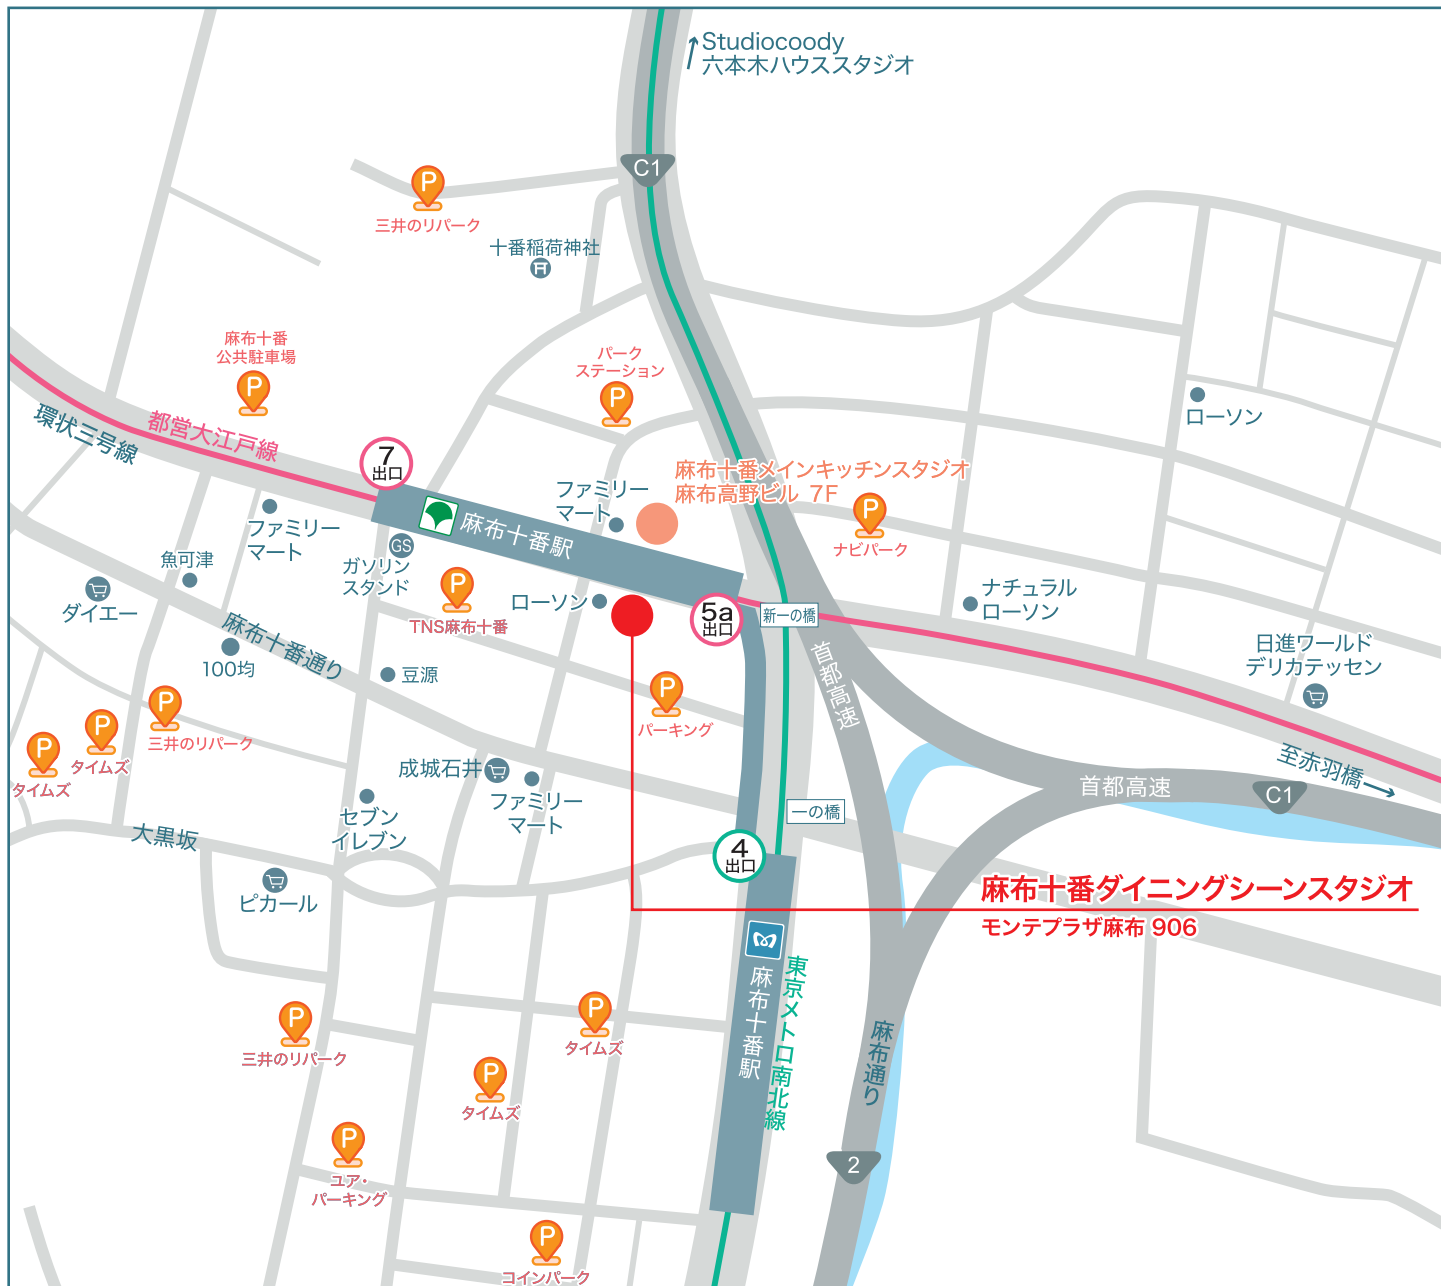 Studiocoody
六本木ハウススタジオ
C1
P
三井のリパーク
十番稲荷神社
麻布十番
公共駐車場
P
パーク
ステーション
P
環状三号線
都営大江戸線
7
出口
ローソン
麻布十番メインキッチンスタジオ
麻布高野ビル 7F
ファミリー
マート
麻布十番駅
P
ナビパーク
ファミリー
マート
GS
ガソリン
スタンド
魚可津
ダイエー
P
TNS麻布十番
ローソン
5a
出口
新一の橋
ナチュラル
ローソン
麻布十番通り
100均
豆源
首都高速
日進ワールド
デリカテッセン
P
パーキング
P
三井のリパーク
P
タイムズ
P
タイムズ
成城石井
ファミリー
マート
セブン
イレブン
一の橋
首都高速
C1
至赤羽橋
大黒坂
4
出口
ピカール
麻布十番ダイニングシーンスタジオ
モンテプラザ麻布 906
麻布十番駅
東京メトロ南北線
麻布通り
P
三井のリパーク
P
タイムズ
P
タイムズ
P
ユア・
パーキング
2
P
コインパーク